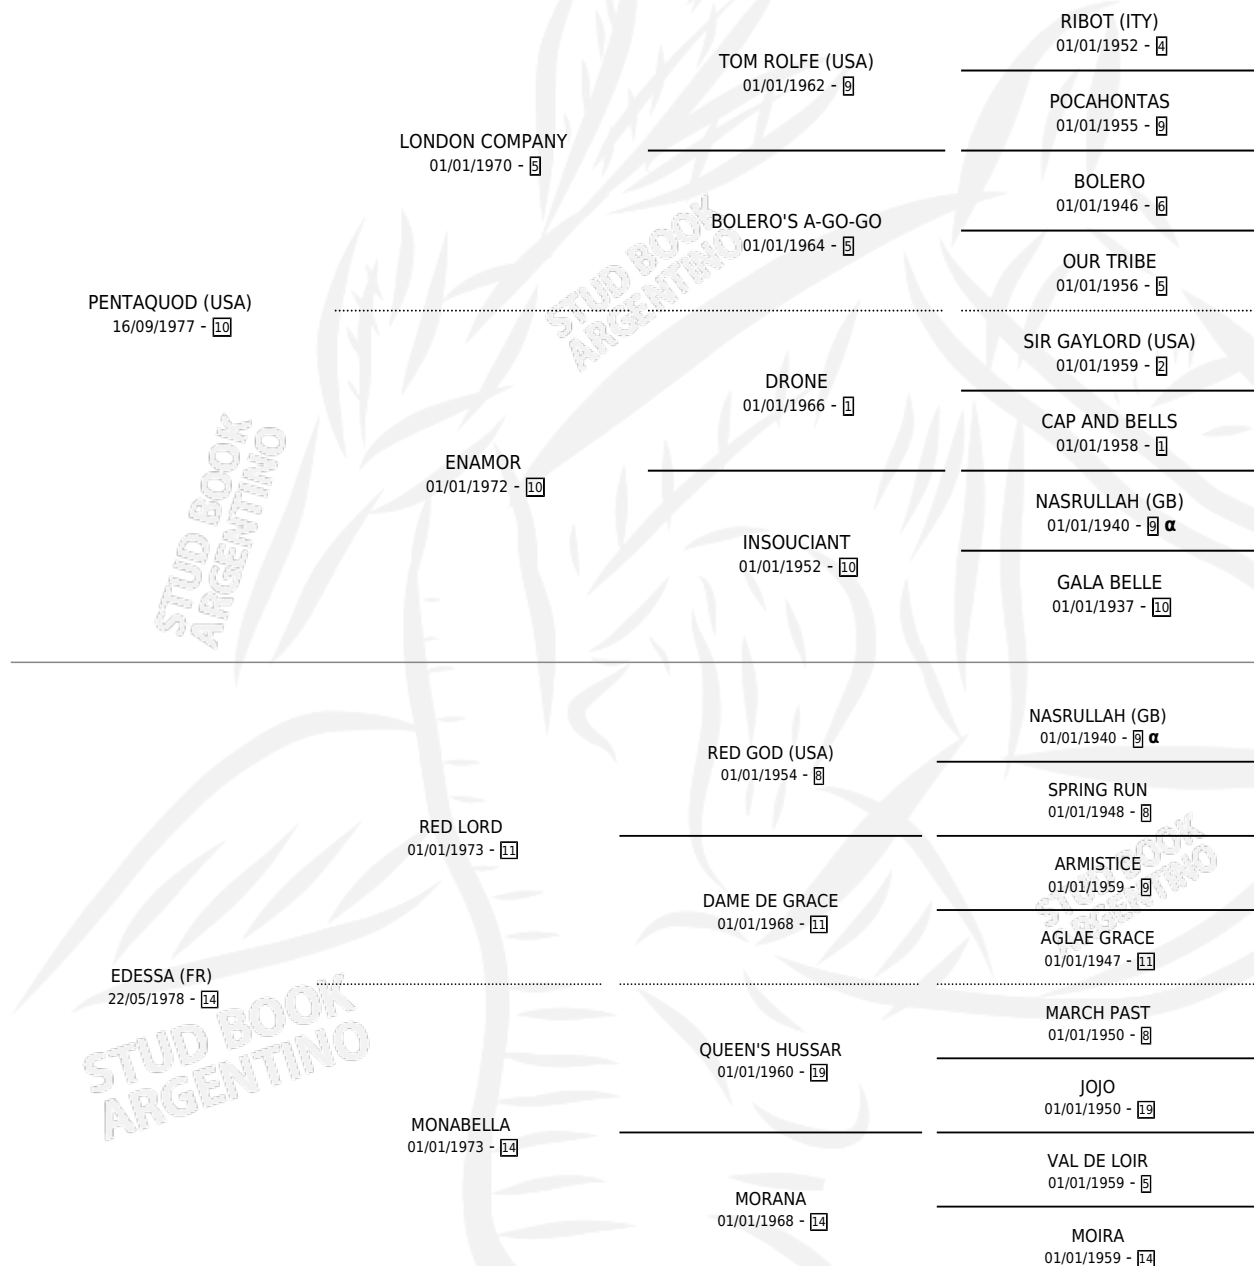 RIBOT (ITY)
01/01/1952 - 4
TOM ROLFE (USA)
01/01/1962 - 9
POCAHONTAS
01/01/1955 - 9
LONDON COMPANY
01/01/1970 - 5
BOLERO
01/01/1946 - 6
BOLERO'S A-GO-GO
01/01/1964 - 5
OUR TRIBE
01/01/1956 - 5
PENTAQUOD (USA)
16/09/1977 - 10
SIR GAYLORD (USA)
01/01/1959 - 2
DRONE
01/01/1966 - 1
CAP AND BELLS
01/01/1958 - 1
ENAMOR
01/01/1972 - 10
NASRULLAH (GB)
01/01/1940 - 9 α
INSOUCIANT
01/01/1952 - 10
GALA BELLE
01/01/1937 - 10
NASRULLAH (GB)
01/01/1940 - 9 α
RED GOD (USA)
01/01/1954 - 8
SPRING RUN
01/01/1948 - 8
RED LORD
01/01/1973 - 11
ARMISTICE
01/01/1959 - 9
DAME DE GRACE
01/01/1968 - 11
AGLAE GRACE
01/01/1947 - 11
EDESSA (FR)
22/05/1978 - 14
MARCH PAST
01/01/1950 - 8
QUEEN'S HUSSAR
01/01/1960 - 19
JOJO
01/01/1950 - 19
MONABELLA
01/01/1973 - 14
VAL DE LOIR
01/01/1959 - 5
MORANA
01/01/1968 - 14
MOIRA
01/01/1959 - 14
STUD BOOK
ARGENTINO
STUD BOOK
ARGENTINO
STUD BOOK
ARGENTINO
STUD BOOK
ARGENTINO